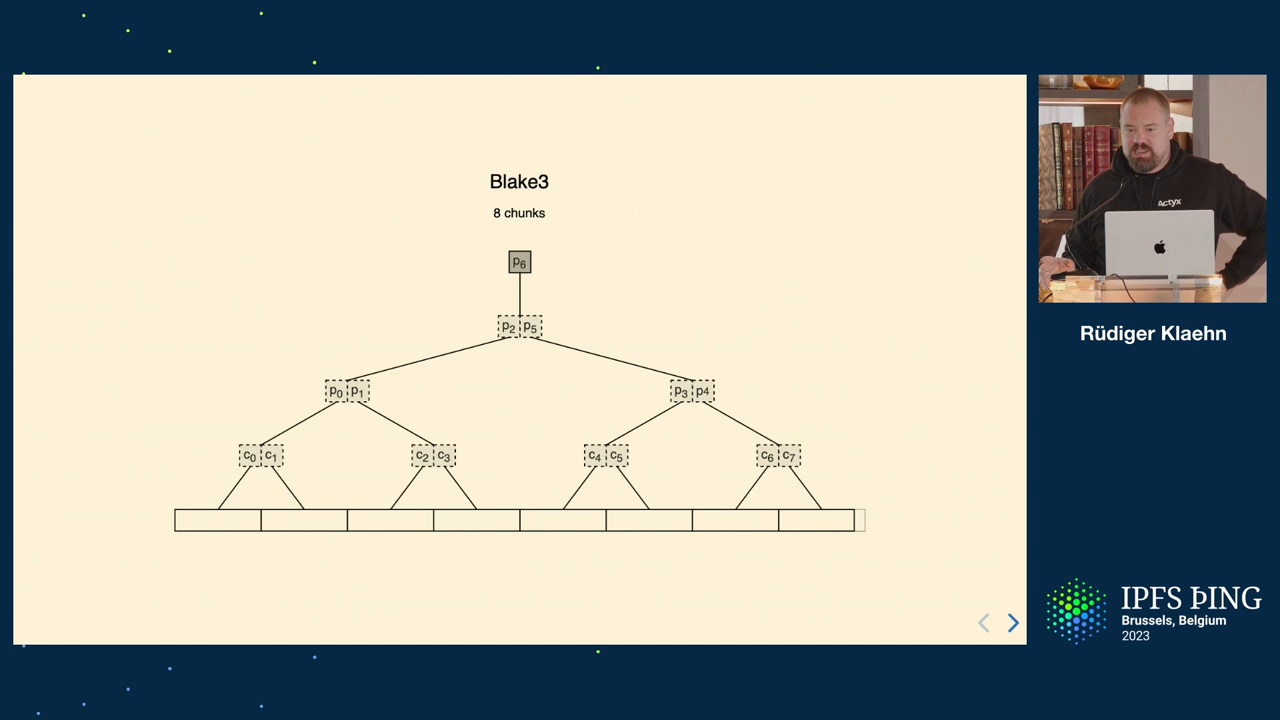 Blake3
8 chunks
p6
p2 p5
p0 p1
p3 p4
c0 c1
c2 c3
c4 c5
c6 c7
Actyx
Rüdiger Klaehn
IPFS ÞING
Brussels, Belgium
2023